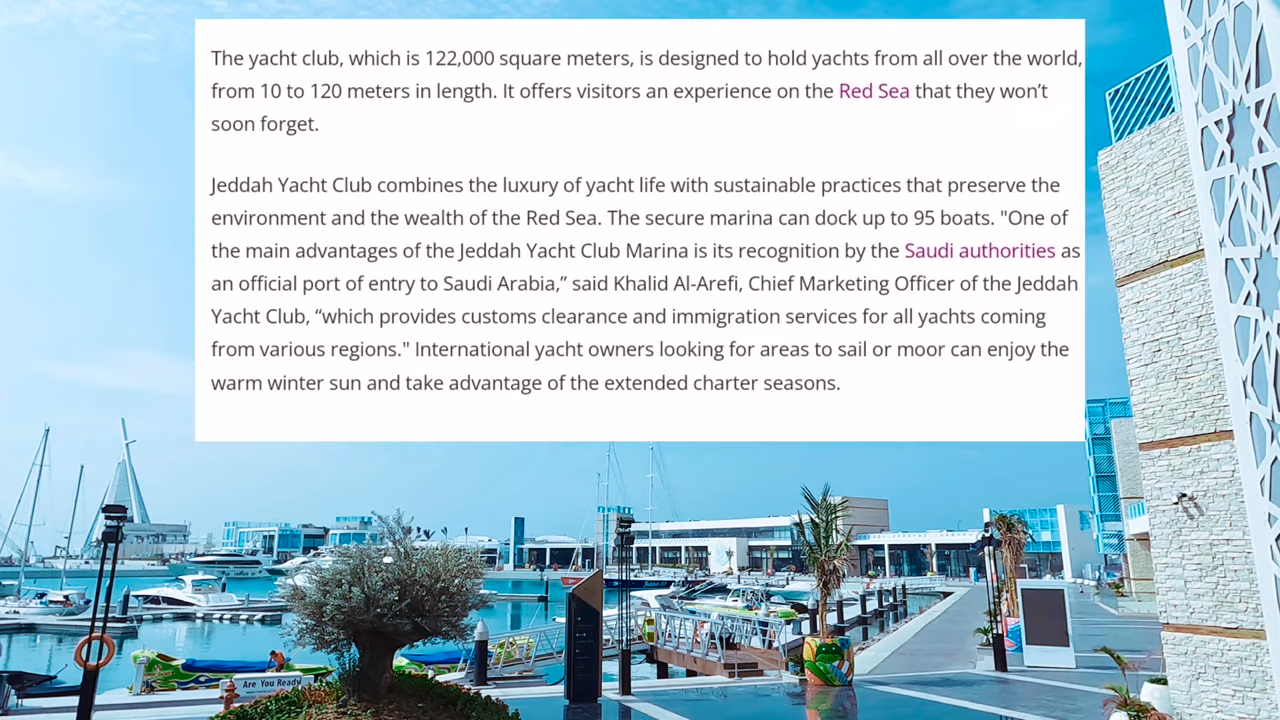 The yacht club, which is 122,000 square meters, is designed to hold yachts from all over the world,
from 10 to 120 meters in length. It offers visitors an experience on the Red Sea that they won’t
soon forget.
Jeddah Yacht Club combines the luxury of yacht life with sustainable practices that preserve the
environment and the wealth of the Red Sea. The secure marina can dock up to 95 boats. "One of
the main advantages of the Jeddah Yacht Club Marina is its recognition by the Saudi authorities as
an official port of entry to Saudi Arabia,” said Khalid Al-Arefi, Chief Marketing Officer of the Jeddah
Yacht Club, “which provides customs clearance and immigration services for all yachts coming
from various regions." International yacht owners looking for areas to sail or moor can enjoy the
warm winter sun and take advantage of the extended charter seasons.
Are You Ready